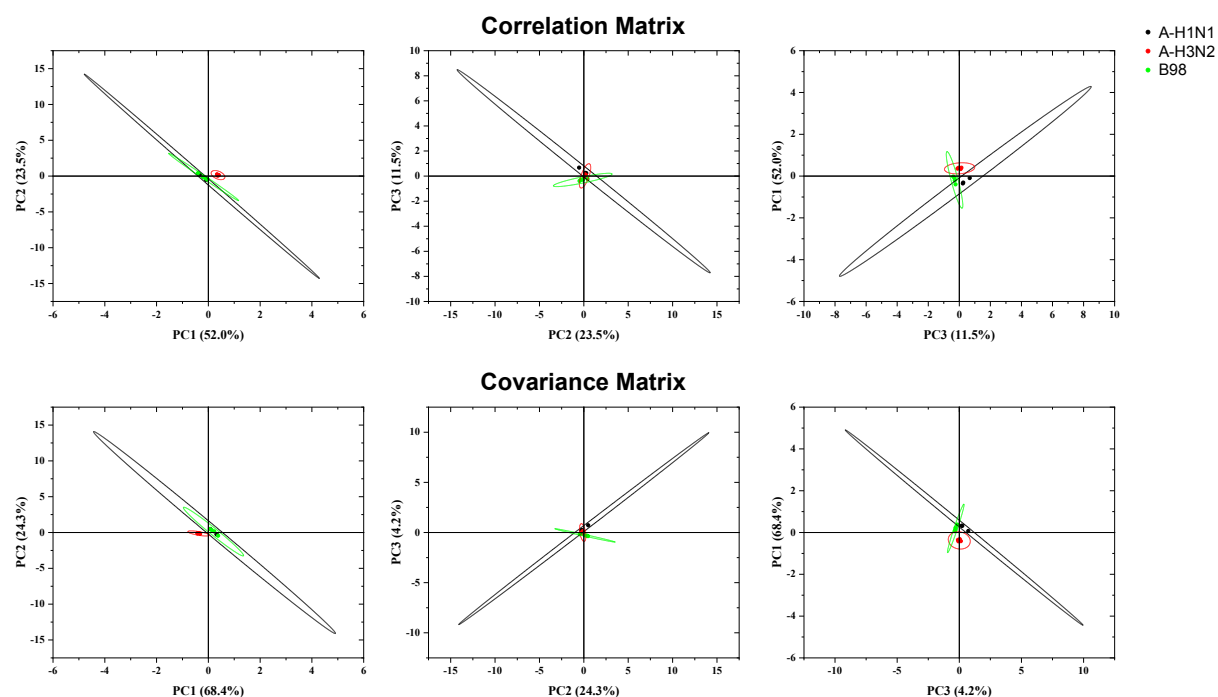 Correlation Matrix
A-H1N1
A-H3N2
B98
15
10
5
0
-5
-10
-15
PC2 (23.5%)
-6 -4 -2 0 2 4 6
PC1 (52.0%)
10
8
6
4
2
0
-2
-4
-6
-8
-10
PC3 (11.5%)
-15 -10 -5 0 5 10 15
PC2 (23.5%)
6
4
2
0
-2
-4
-6
PC1 (52.0%)
-10 -8 -6 -4 -2 0 2 4 6 8 10
PC3 (11.5%)
Covariance Matrix
15
10
5
0
-5
-10
-15
PC2 (24.3%)
-6 -4 -2 0 2 4 6
PC1 (68.4%)
10
5
0
-5
-10
PC3 (4.2%)
-15 -10 -5 0 5 10 15
PC2 (24.3%)
6
4
2
0
-2
-4
-6
PC1 (68.4%)
-10 -5 0 5 10
PC3 (4.2%)